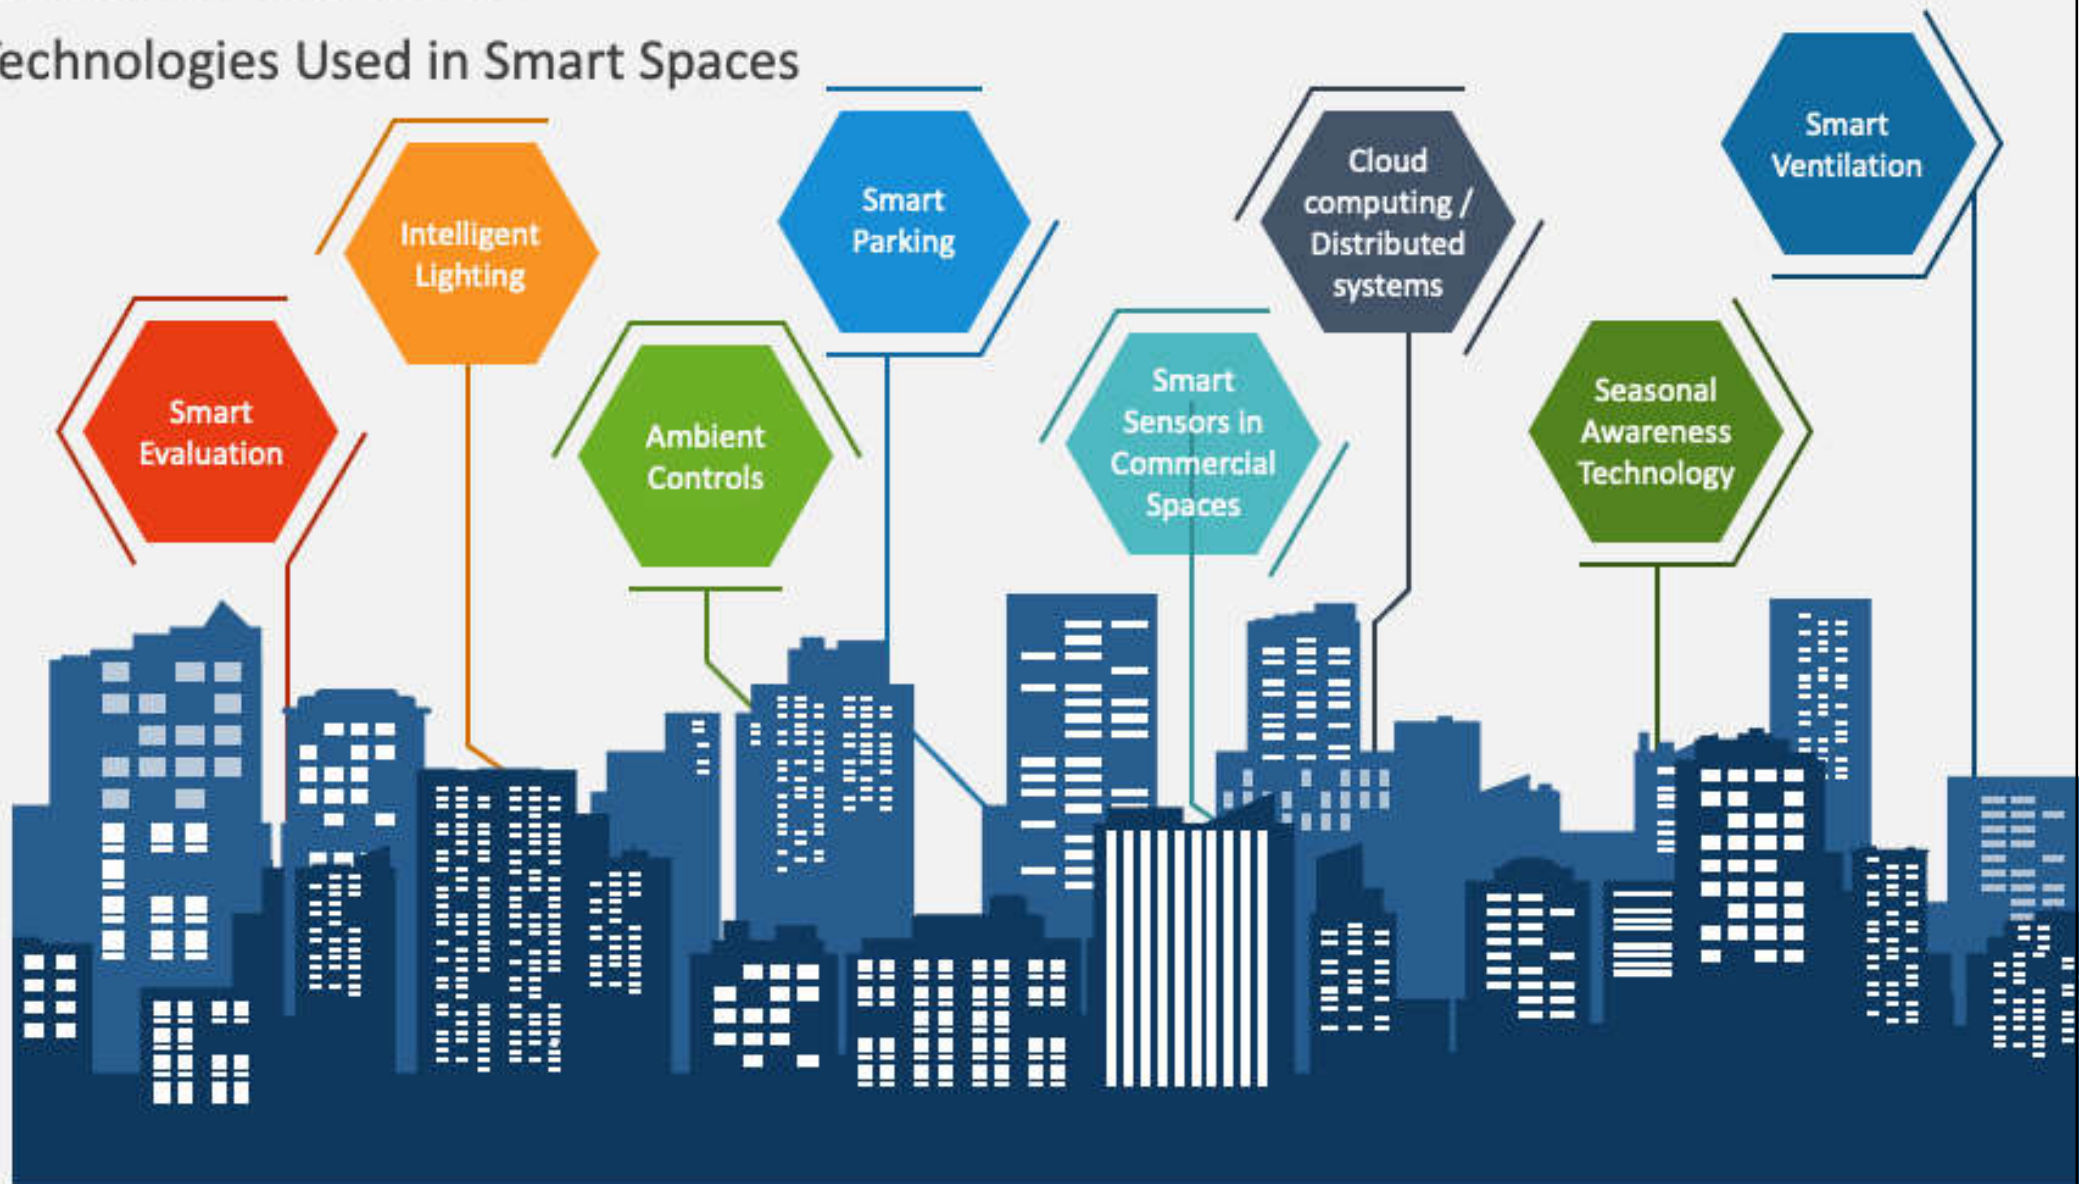 echnologies Used in Smart Spaces
Smart
Evaluation
Intelligent
Lighting
Ambient
Controls
Smart
Parking
Smart
Sensors in
Commercial
Spaces
Cloud
computing /
Distributed
systems
Seasonal
Awareness
Technology
Smart
Ventilation